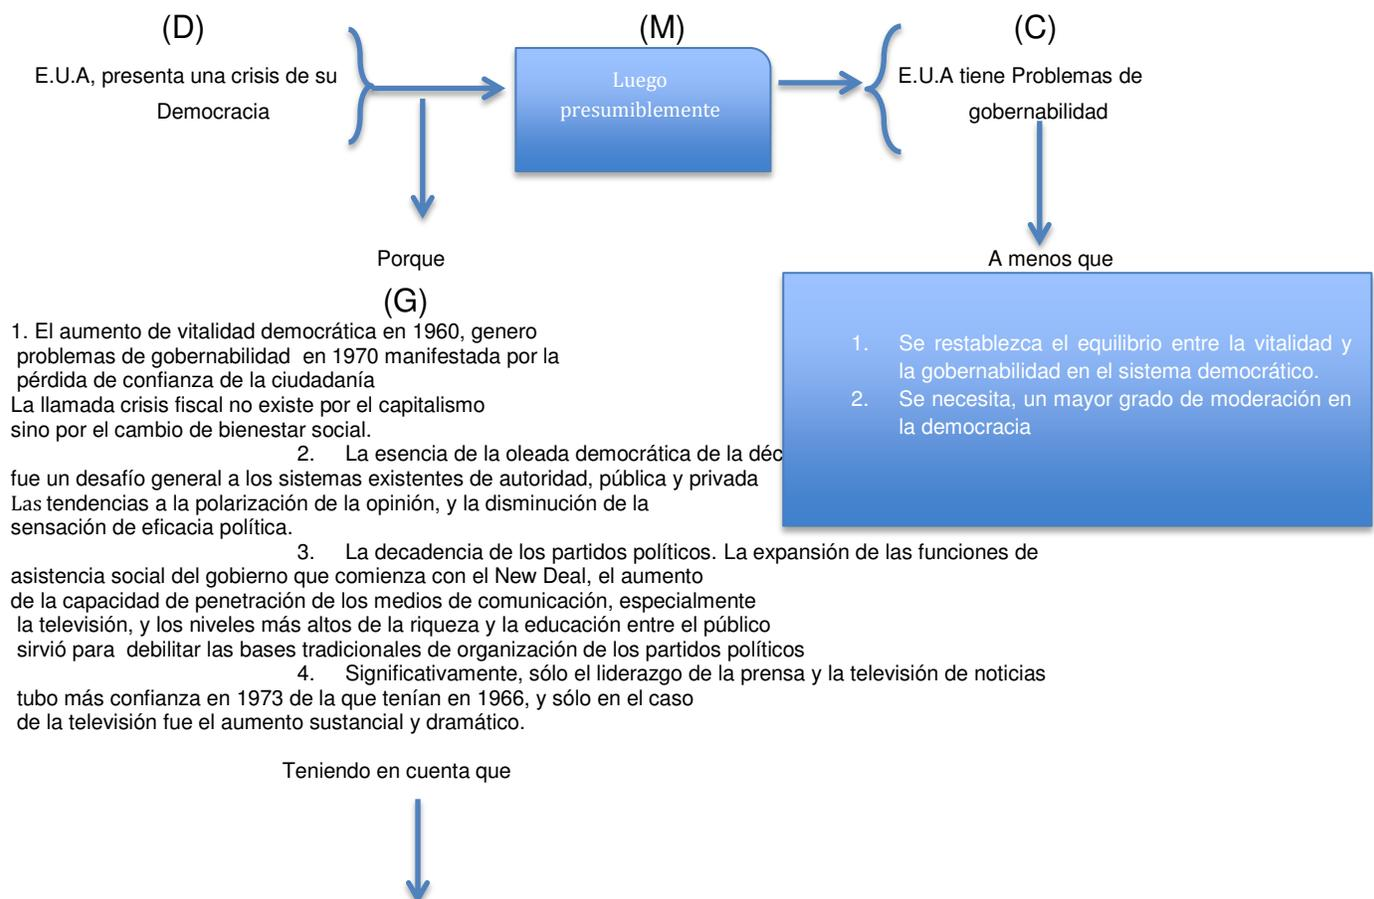 (D)
(M)
(C)
E.U.A, presenta una crisis de su
Democracia
Luego
presumiblemente
E.U.A tiene Problemas de
gobernabilidad
Porque
(G)
1. El aumento de vitalidad democrática en 1960, genero
problemas de gobernabilidad en 1970 manifestada por la
pérdida de confianza de la ciudadanía
La llamada crisis fiscal no existe por el capitalismo
sino por el cambio de bienestar social.
2. La esencia de la oleada democrática de la
fue un desafío general a los sistemas existentes de autoridad, pública y privada
Las tendencias a la polarización de la opinión, y la disminución de la
sensación de eficacia política.
3. La decadencia de los partidos políticos. La expansión de las funciones de
asistencia social del gobierno que comienza con el New Deal, el aumento
de la capacidad de penetración de los medios de comunicación, especialmente
la televisión, y los niveles más altos de la riqueza y la educación entre el público
sirvió para debilitar las bases tradicionales de organización de los partidos políticos
4. Significativamente, sólo el liderazgo de la prensa y la televisión de noticias
tubo más confianza en 1973 de la que tenían en 1966, y sólo en el caso
de la televisión fue el aumento sustancial y dramático.
Teniendo en cuenta que
A menos que
1. Se restablezca el equilibrio entre la vitalidad y
la gobernabilidad en el sistema democrático.
2. Se necesita, un mayor grado de moderación en
la democracia